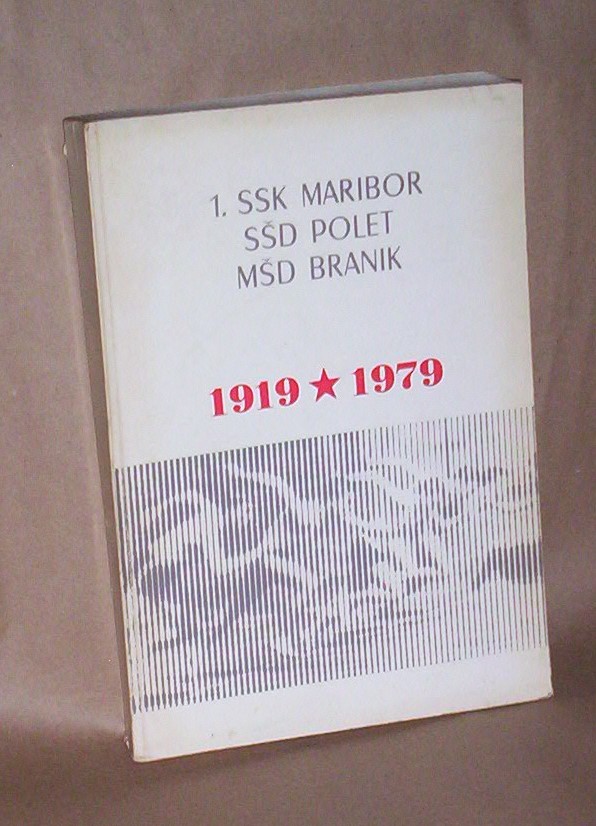 1. SSK MARIBOR
SŠD POLET
MŠD BRANIK
1919 ★ 1979